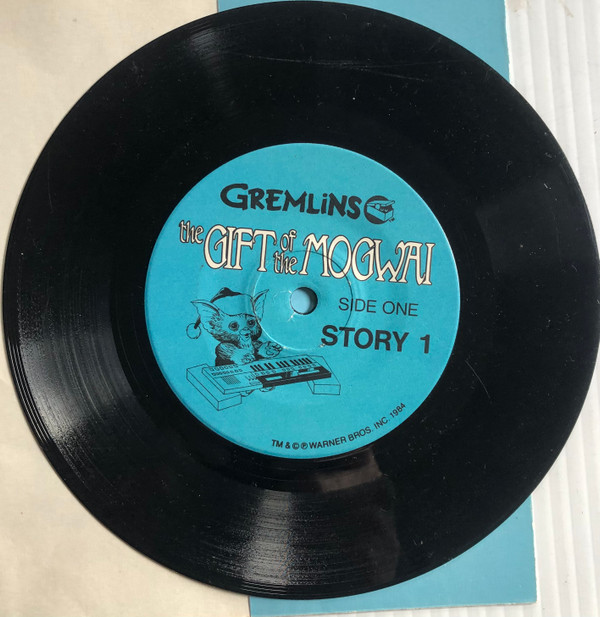 GREMLiNS
the GIFT of the MOGWAI
SIDE ONE
STORY 1
TM & © ℗ WARNER BROS. INC. 1984